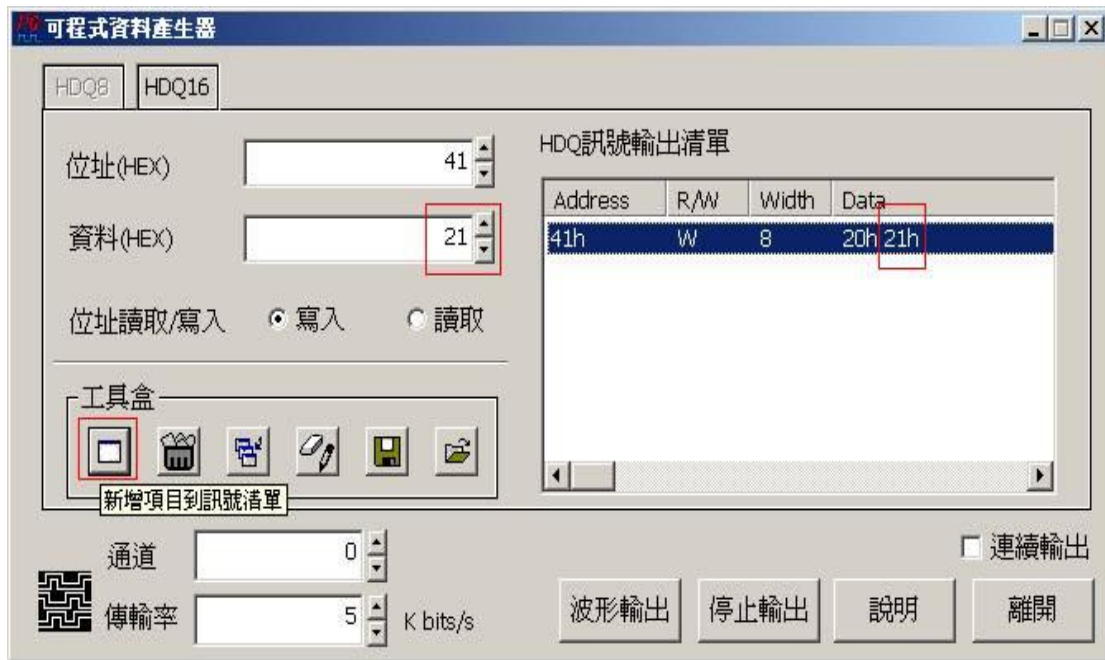 可程式資料產生器
HDQ8
HDQ16
位址(HEX)
41
資料(HEX)
21
位址讀取/寫入
寫入
讀取
工具盒
新增項目到訊號清單
HDQ訊號輸出清單
Address R/W Width Data
41h W 8 20h 21h
通道
0
傳輸率
5
K bits/s
連續輸出
波形輸出
停止輸出
說明
離開